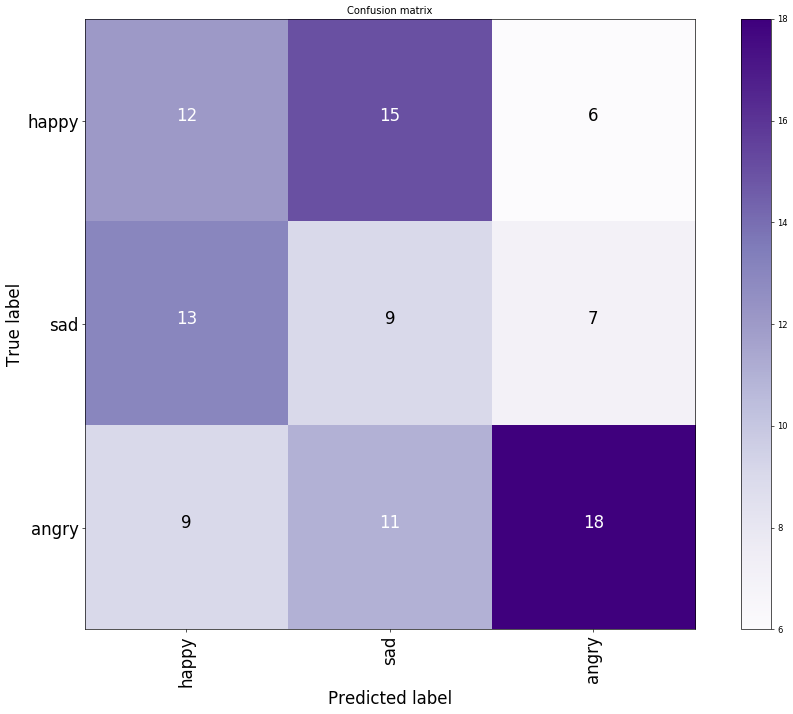 Confusion matrix
happy 12 15 6
sad 13 9 7
angry 9 11 18
happy sad angry
True label
Predicted label
18
16
14
12
10
8
6